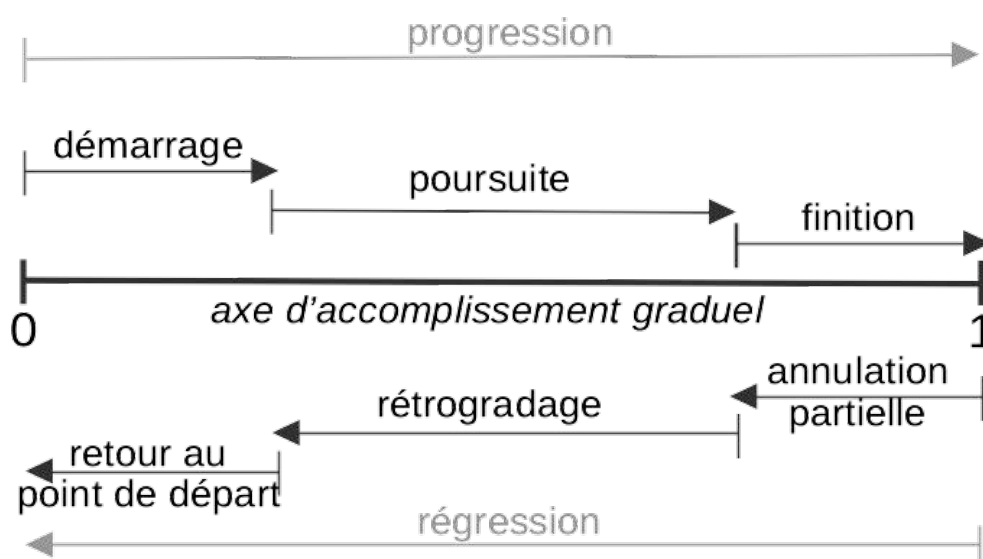 progression
démarrage
poursuite
finition
axe d'accomplissement graduel
0
1
annulation
partielle
rétrogradage
retour au
point de départ
régression